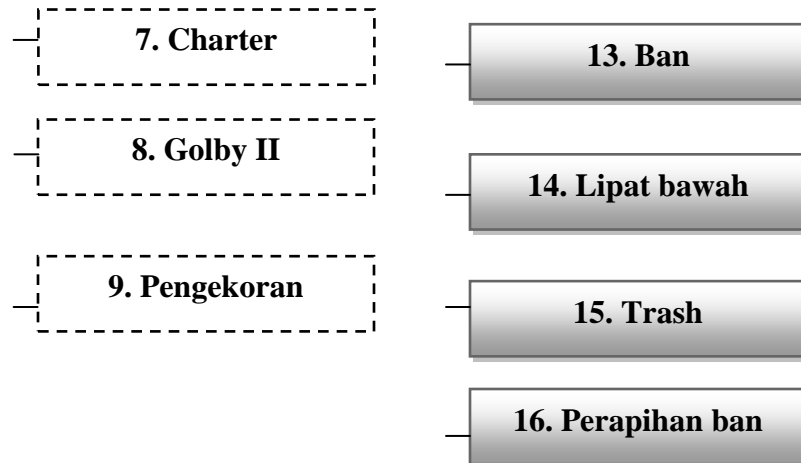 7. Charter
8. Golby II
9. Pengekoran
13. Ban
14. Lipat bawah
15. Trash
16. Perapihan ban